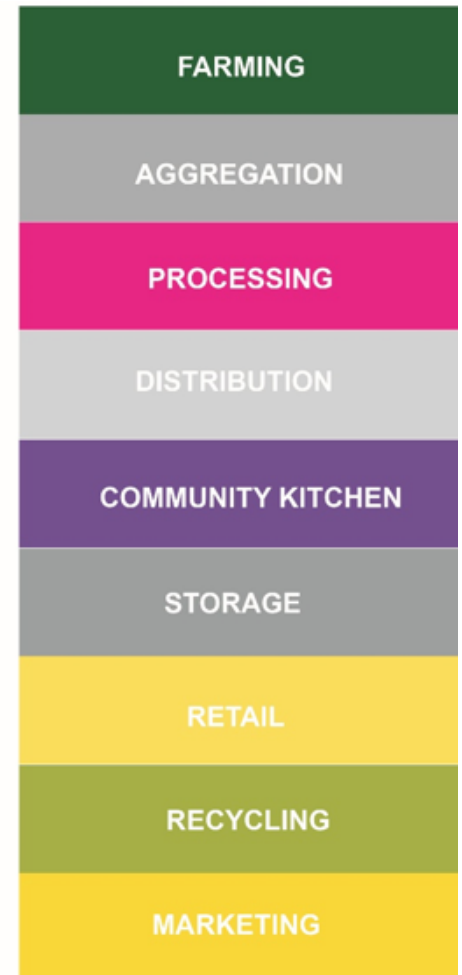 FARMING
AGGREGATION
PROCESSING
DISTRIBUTION
COMMUNITY KITCHEN
STORAGE
RETAIL
RECYCLING
MARKETING